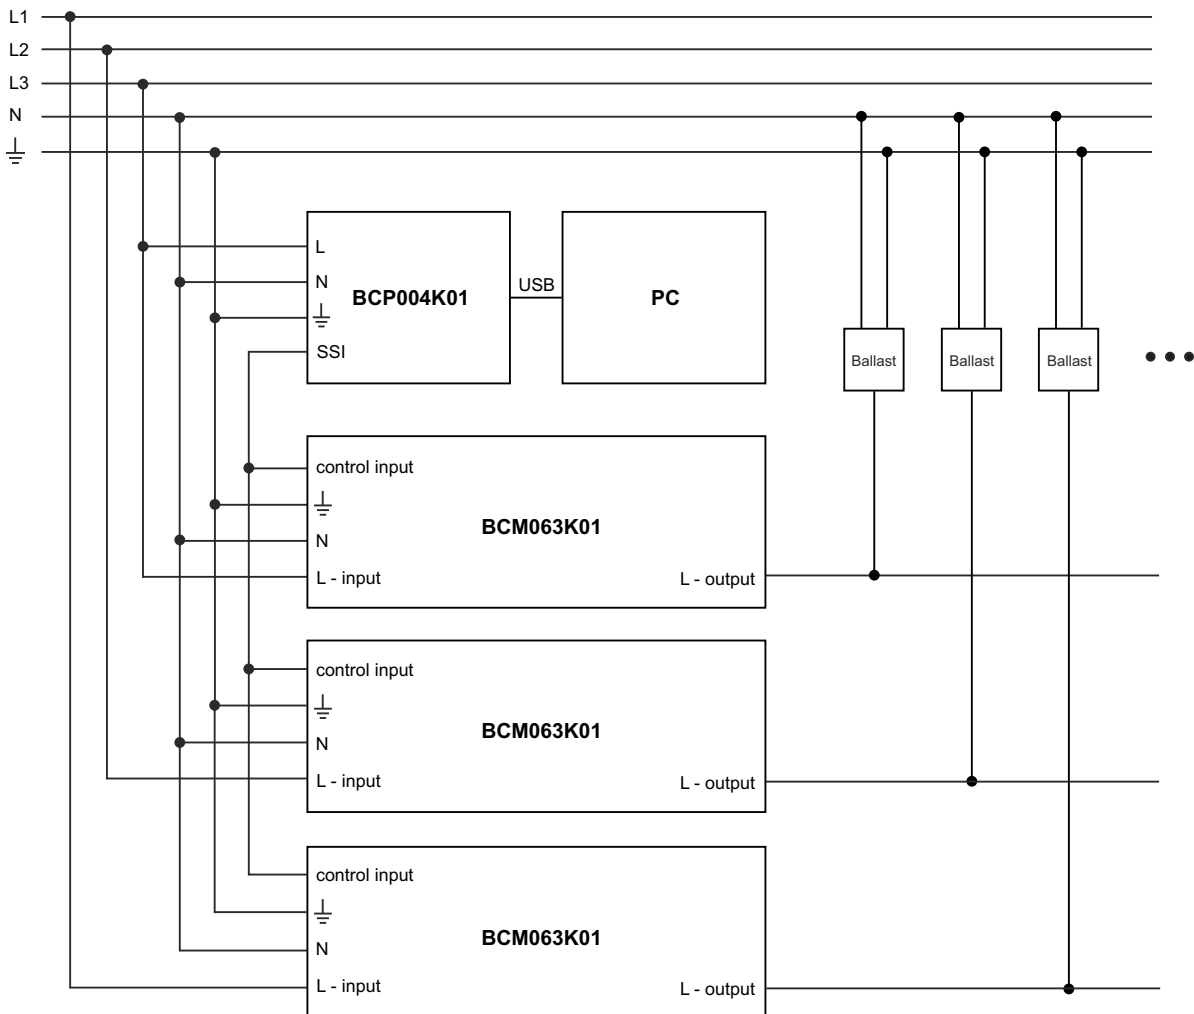 L1
L2
L3
N
L
N
SSI
BCP004K01
USB
PC
Ballast
Ballast
Ballast
control input
N
L - input
BCM063K01
L - output
control input
N
L - input
BCM063K01
L - output
control input
N
L - input
BCM063K01
L - output